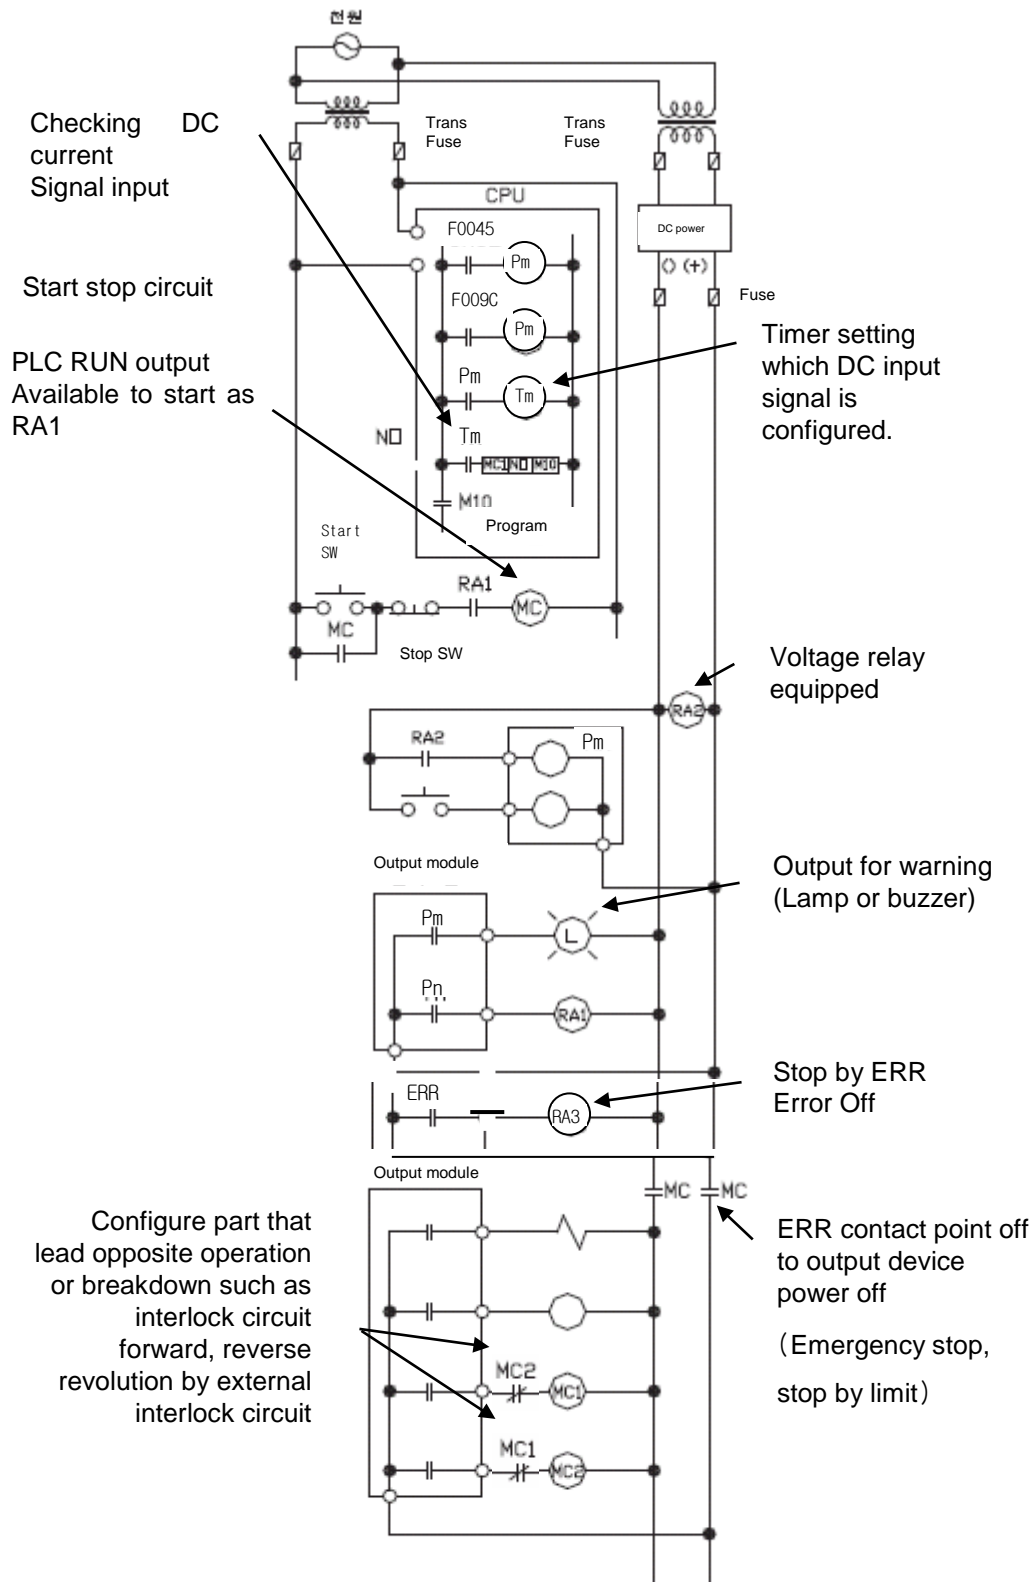 전원
Checking DC
current
Signal input
Trans
Fuse
Trans
Fuse
CPU
F0045
Pm
DC power
() (+)
Start stop circuit
F009C
Pm
Fuse
PLC RUN output
Available to start as
RA1
Pm
Tm
Timer setting
which DC input
signal is
configured.
N□
Tm
MC1 N□ M10
M10
Program
Start
SW
RA1
MC
MC
Stop SW
Voltage relay
equipped
RA2
RA2
Pm
Output module
Output for warning
(Lamp or buzzer)
Pm
L
Pn
RA1
Stop by ERR
Error Off
ERR
RA3
Output module
MC
MC
Configure part that
lead opposite operation
or breakdown such as
interlock circuit
forward, reverse
revolution by external
interlock circuit
ERR contact point off
to output device
power off
(Emergency stop,
stop by limit)
MC2
MC1
MC1
MC2